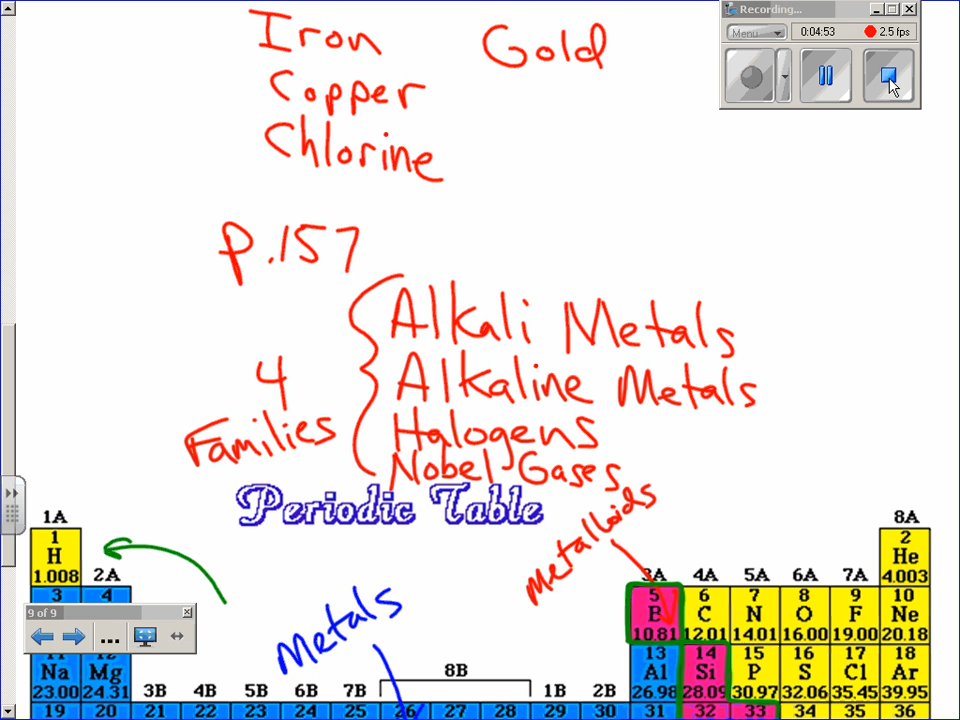 Recording...
Menu
0:04:53
2.5 fps
Iron Gold
Copper
Chlorine
p.157
4
Families
Alkali Metals
Alkaline Metals
Halogens
Nobel Gases
Periodic Table
metalloids
Metals
1A 8A
1 2
H He
1.008 4.003
2A 3A 4A 5A 6A 7A
3 4 5 6 7 8 9 10
B C N O F Ne
10.81 12.01 14.01 16.00 19.00 20.18
9 of 9
...
11 12 13 14 15 16 17 18
Na Mg Al Si P S Cl Ar
23.00 24.31 26.98 28.09 30.97 32.06 35.45 39.95
3B 4B 5B 6B 7B 8B 1B 2B
19 20 21 22 23 24 25 26 27 28 29 30 31 32 33 34 35 36